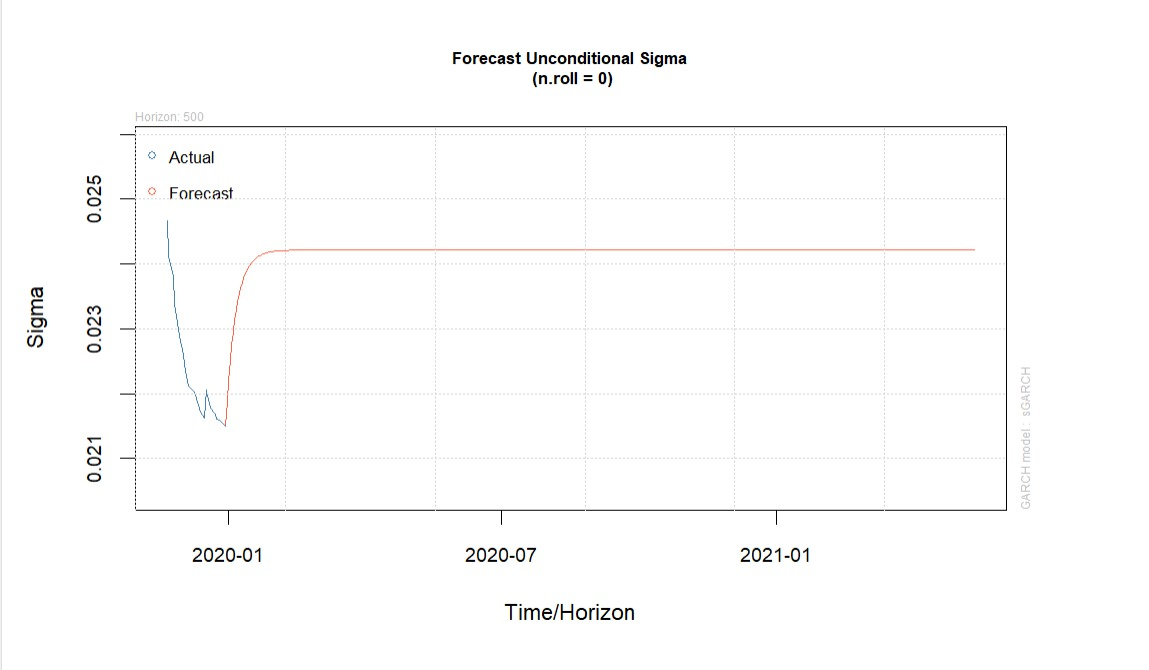 Forecast Unconditional Sigma
(n.roll = 0)
Horizon: 500
Actual
Forecast
0.025
0.023
0.021
Sigma
2020-01
2020-07
2021-01
Time/Horizon
GARCH model : sGARCH